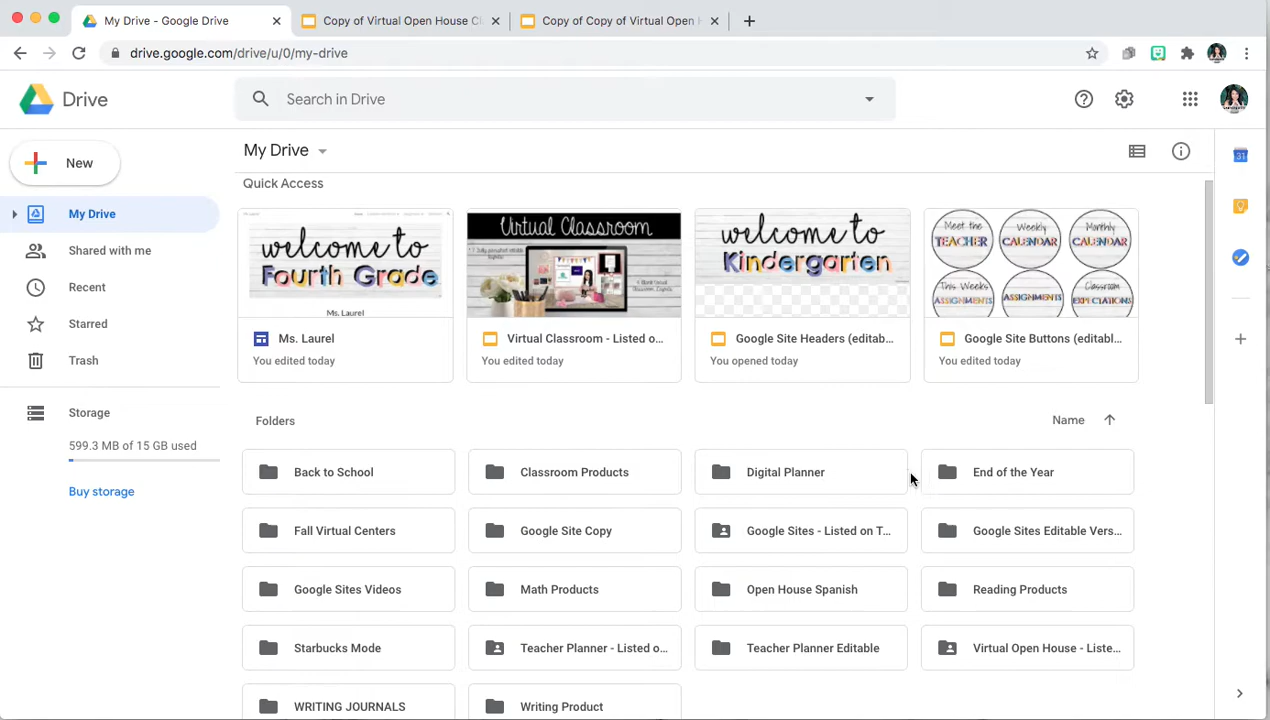 My Drive - Google Drive
Copy of Virtual Open House Cl
Copy of Copy of Virtual Open H
drive.google.com/drive/u/0/my-drive
Drive
Search in Drive
New
My Drive
My Drive
Quick Access
Shared with me
Recent
Starred
Trash
Storage
599.3 MB of 15 GB used
Buy storage
welcome to
Fourth Grade
Ms. Laurel
Virtual Classroom
welcome to
Kindergarten
Meet the
TEACHER
Weekly
CALENDAR
Monthly
CALENDAR
This Weeks
ASSIGNMENTS
ASSIGNMENTS
Classroom
EXPECTATIONS
Ms. Laurel
You edited today
Virtual Classroom - Listed o...
You edited today
Google Site Headers (editab...
You opened today
Google Site Buttons (editabl...
You edited today
Folders
Name
Back to School
Classroom Products
Digital Planner
End of the Year
Fall Virtual Centers
Google Site Copy
Google Sites - Listed on T...
Google Sites Editable Vers...
Google Sites Videos
Math Products
Open House Spanish
Reading Products
Starbucks Mode
Teacher Planner - Listed o...
Teacher Planner Editable
Virtual Open House - Liste...
WRITING JOURNALS
Writing Product
31